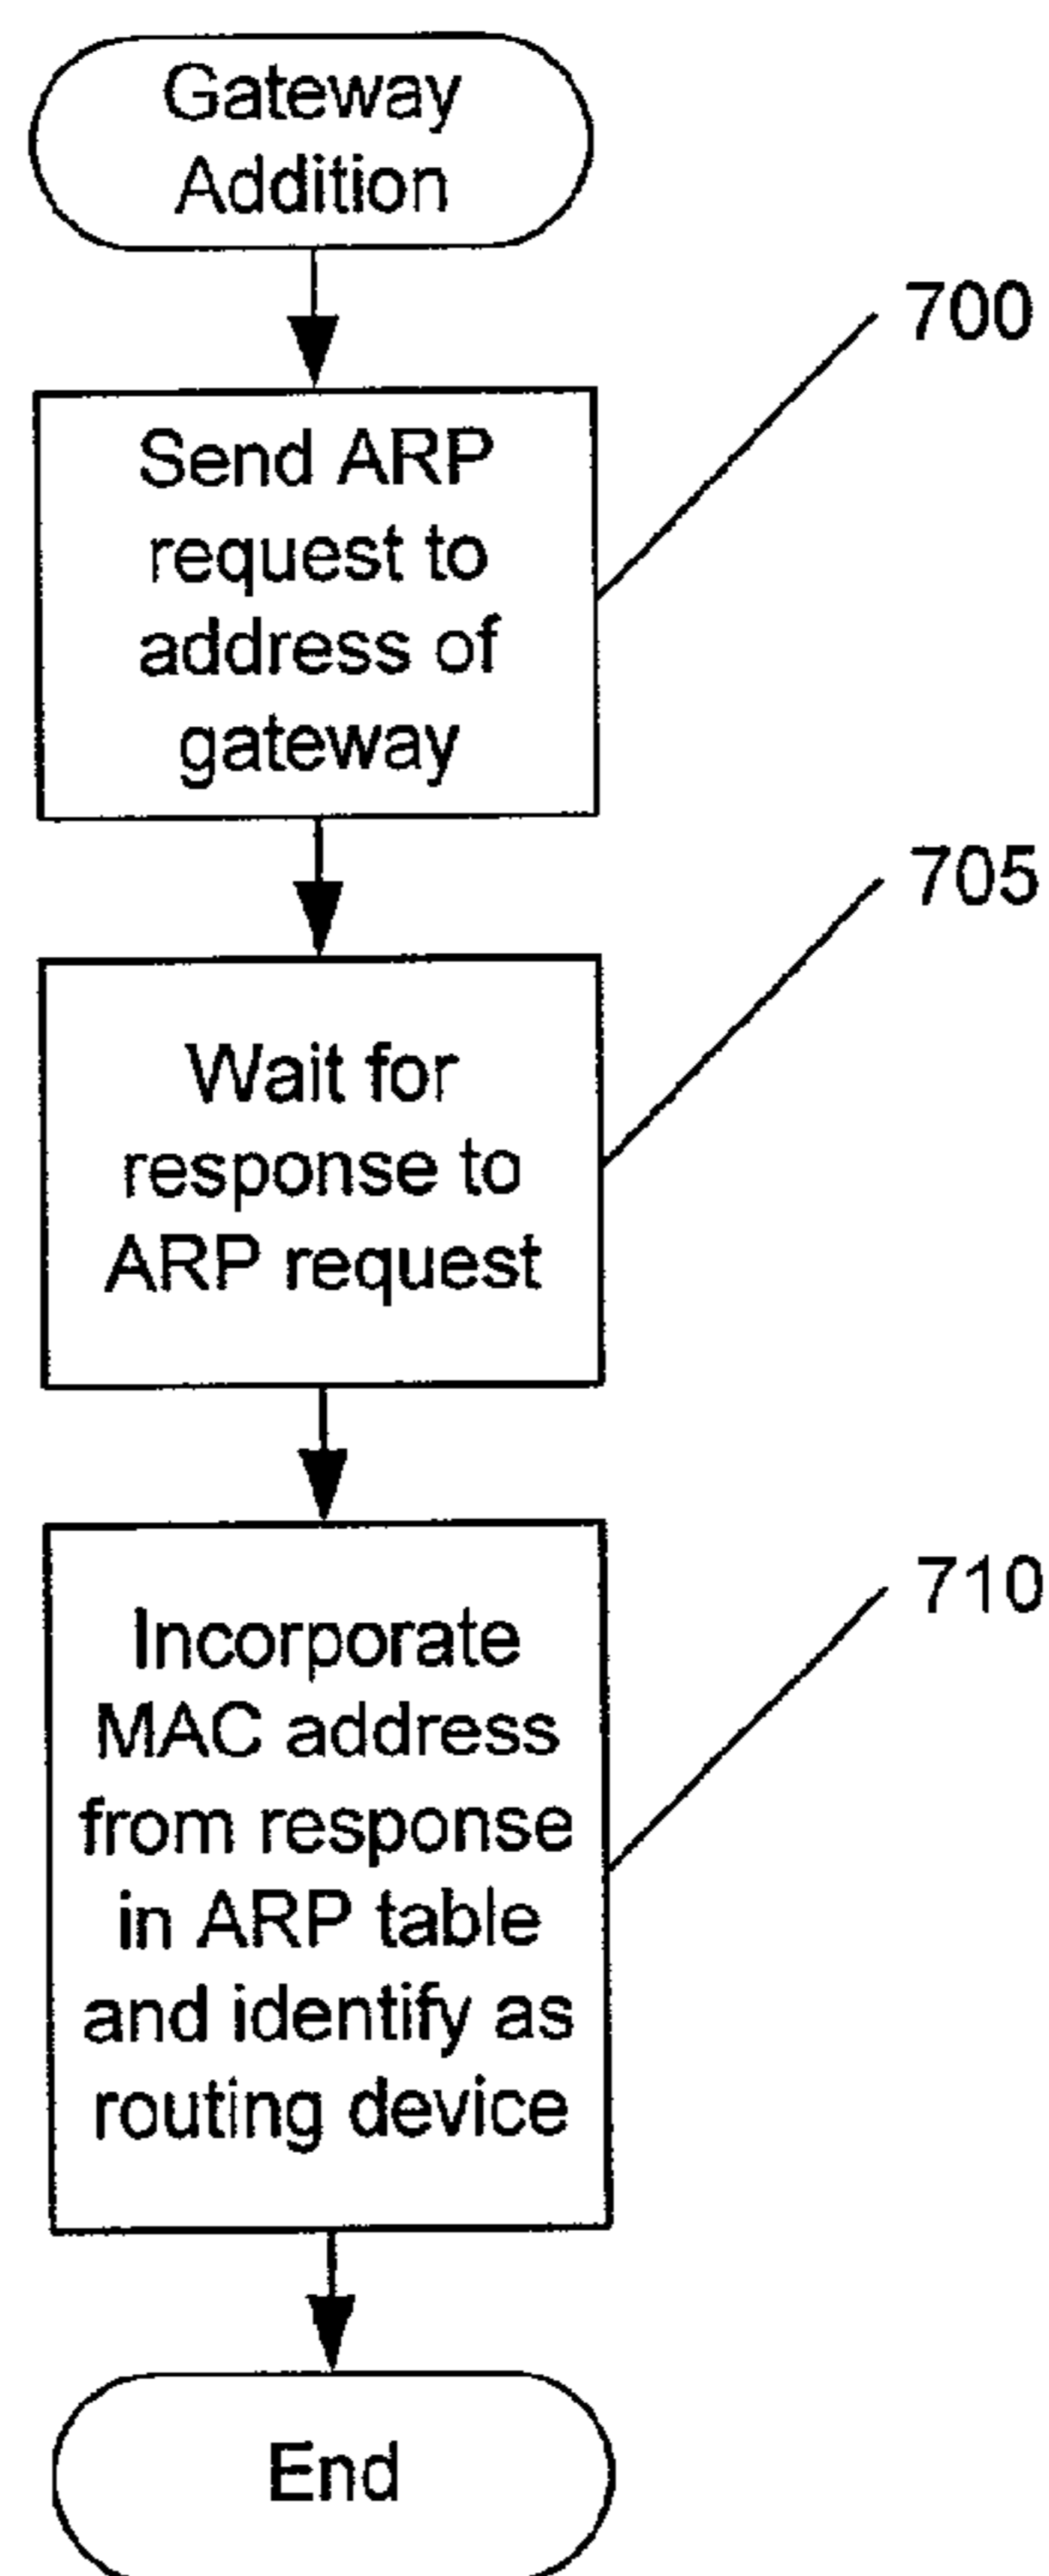 Gateway
Addition
700
Send ARP
request to
address of
gateway
705
Wait for
response to
ARP request
710
Incorporate
MAC address
from response
in ARP table
and identify as
routing device
End